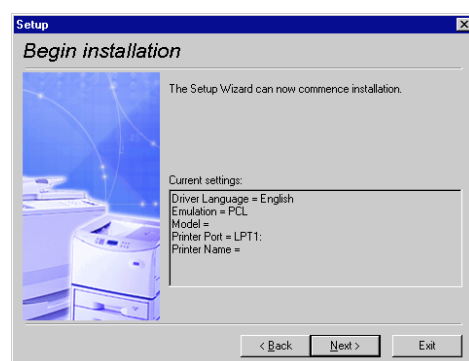 Setup
Begin installation
The Setup Wizard can now commence installation.
Current settings:
Driver Language = English
Emulation = PCL
Model =
Printer Port = LPT1:
Printer Name =
< Back
Next >
Exit